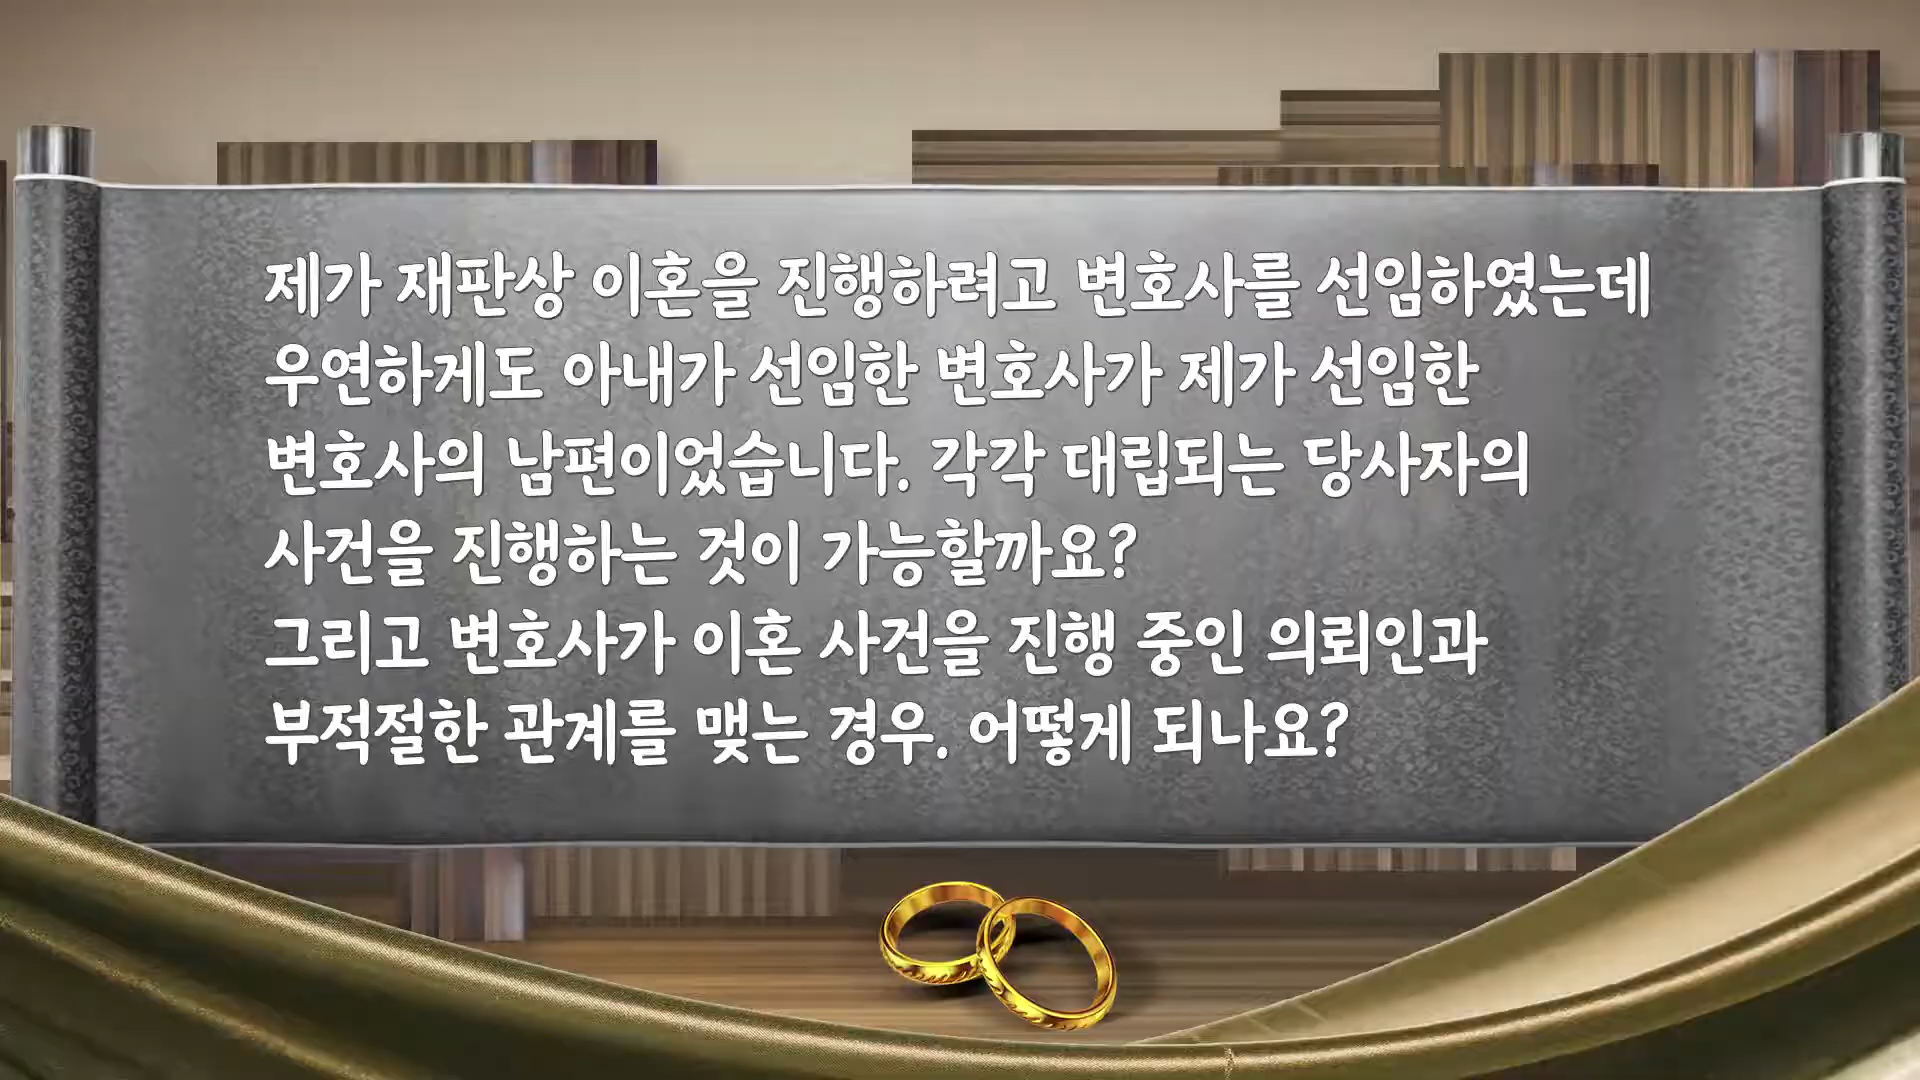 제가 재판상 이혼을 진행하려고 변호사를 선임하였는데
우연하게도 아내가 선임한 변호사가 제가 선임한
변호사의 남편이었습니다. 각각 대립되는 당사자의
사건을 진행하는 것이 가능할까요?
그리고 변호사가 이혼 사건을 진행 중인 의뢰인과
부적절한 관계를 맺는 경우. 어떻게 되나요?